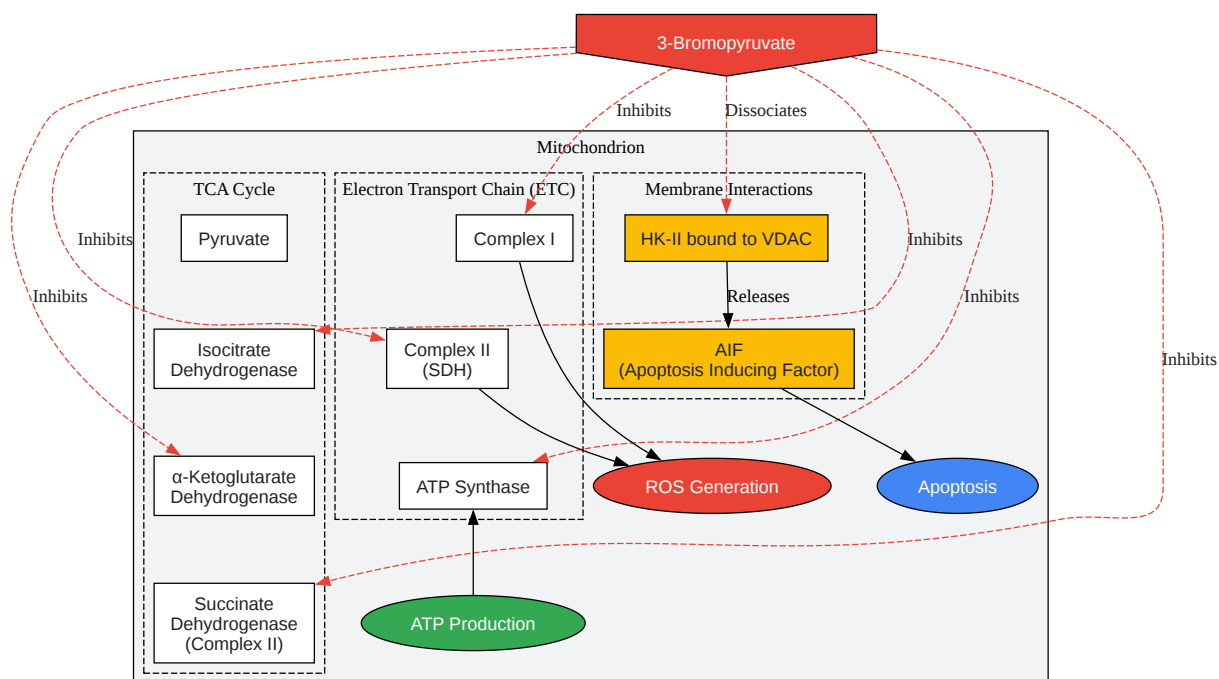 3-Bromopyruvate
Inhibits
Dissociates
Mitochondrion
TCA Cycle
Electron Transport Chain (ETC)
Membrane Interactions
Pyruvate
Complex I
HK-II bound to VDAC
Inhibits
Inhibits
Inhibits
Releases
Inhibits
Isocitrate
Dehydrogenase
Complex II
(SDH)
AIF
(Apoptosis Inducing Factor)
Inhibits
α-Ketoglutarate
Dehydrogenase
ATP Synthase
ROS Generation
Apoptosis
Succinate
Dehydrogenase
(Complex II)
ATP Production